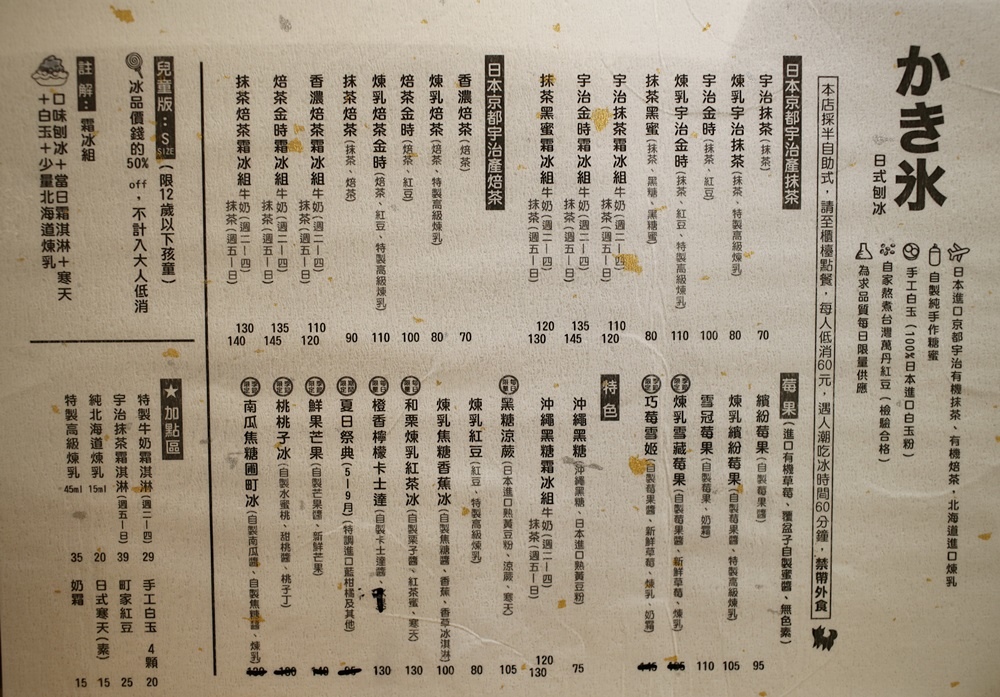 かき氷
日式刨冰
日本進口京都宇治有機抹茶、有機焙茶，北海道進口煉乳
自製純手作糖蜜
手工白玉（100%日本進口白玉粉）
自家熬煮台灣萬丹紅豆（檢驗合格）
為求品質每日限量供應
本店採半自助式，請至櫃檯點餐，每人低消60元，遇人潮吃冰時間60分鐘，禁帶外食
日本京都宇治產抹茶
宇治抹茶（抹茶） 70
煉乳宇治抹茶（抹茶、特製高級煉乳） 80
宇治金時（抹茶、紅豆） 100
煉乳宇治金時（抹茶、紅豆、特製高級煉乳） 110
抹茶黑蜜（抹茶、黑糖、黑糖蜜） 80
宇治抹茶霜冰組 牛奶（週二－四） 110
抹茶（週五－日） 120
宇治金時霜冰組 牛奶（週二－四） 135
抹茶（週五－日） 145
抹茶黑蜜霜冰組 牛奶（週二－四） 120
抹茶（週五－日） 130
日本京都宇治產焙茶
香濃焙茶（焙茶） 70
煉乳焙茶（焙茶、特製高級煉乳） 80
焙茶金時（焙茶、紅豆） 100
煉乳焙茶金時（焙茶、紅豆、特製高級煉乳） 110
抹茶焙茶（抹茶、焙茶） 90
香濃焙茶霜冰組 牛奶（週二－四） 110
抹茶（週五－日） 120
焙茶金時霜冰組 牛奶（週二－四） 135
抹茶（週五－日） 145
抹茶焙茶霜冰組 牛奶（週二－四） 130
抹茶（週五－日） 140
莓果（進口有機草莓、覆盆子自製蜜醬、無色素）
繽紛莓果（自製莓果醬） 95
煉乳繽紛莓果（自製莓果醬、特製高級煉乳） 105
雪冠莓果（自製莓果醬、奶霜） 110
煉乳雪藏莓果（自製莓果醬、新鮮草莓、煉乳）
巧莓雪姬（自製莓果醬、新鮮草莓、煉乳、奶霜）
特色
沖繩黑糖（沖繩黑糖、日本進口熟黃豆粉） 75
沖繩黑糖霜冰組 牛奶（週二－四） 120
抹茶（週五－日） 130
黑糖涼蕨（日本進口熟黃豆粉、涼蕨、寒天） 105
煉乳紅豆（紅豆、特製高級煉乳） 80
煉乳焦糖香蕉冰（自製焦糖醬、香蕉、香草冰淇淋） 100
和栗煉乳紅茶冰（自製栗子醬、紅茶蜜、寒天） 130
橙香檸檬卡士達（自製卡士達醬、 130
夏日祭典（5－9月）（特調進口藍柑橘及其他）
鮮果芒果（自製芒果醬、新鮮芒果）
桃桃子冰（自製水蜜桃、甜桃醬、桃子丁）
南瓜焦糖圃町冰（自製南瓜醬、自製焦糖醬、煉乳）
兒童版：S SIZE（限12歲以下孩童）
冰品價錢的50% off，不計入大人低消
註解：霜冰組
口味刨冰＋當日霜淇淋＋寒天
＋白玉＋少量北海道煉乳
★加點區
特製牛奶霜淇淋（週二－四） 29
宇治抹茶霜淇淋（週五－日） 39
純北海道煉乳 15ml 20
特製高級煉乳 45ml 35
手工白玉 4顆 20
町家紅豆 25
日式寒天（素） 15
奶霜 15